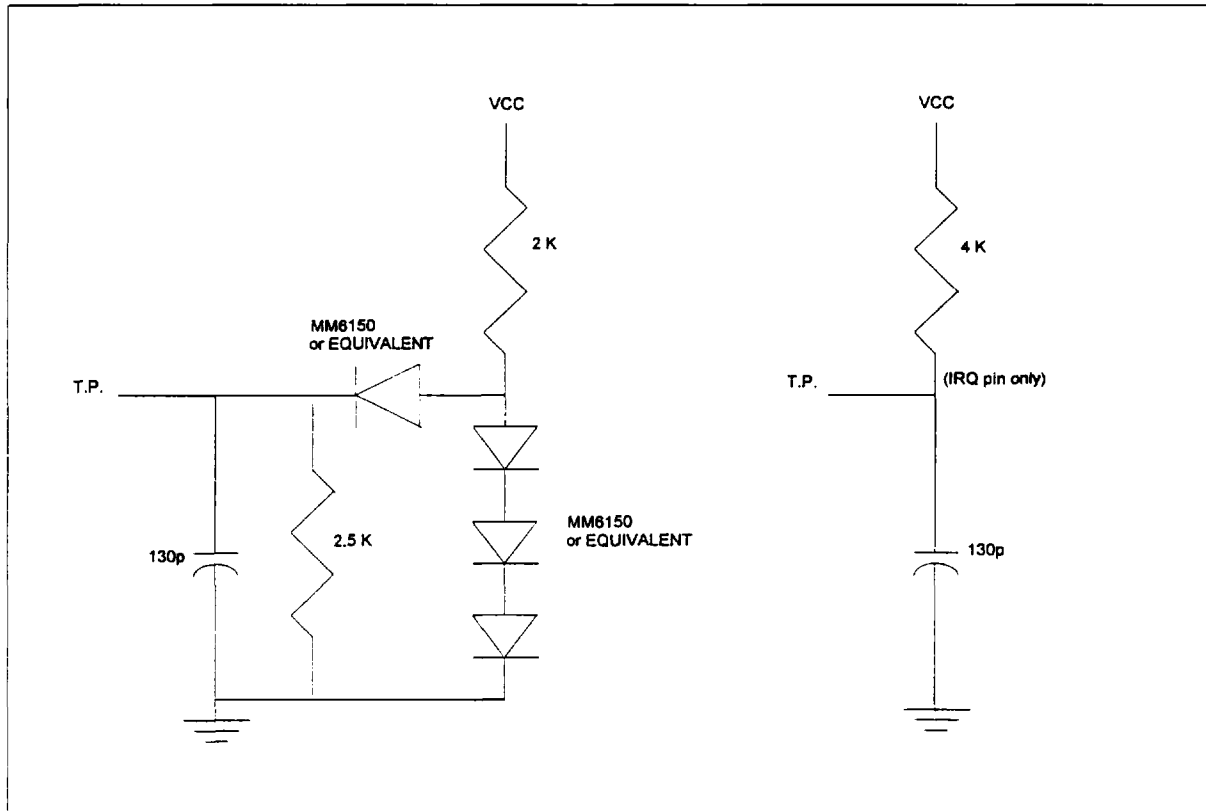 VCC
2 K
MM6150
or EQUIVALENT
T.P.
130p
2.5 K
MM6150
or EQUIVALENT
VCC
4 K
T.P.
(IRQ pin only)
130p